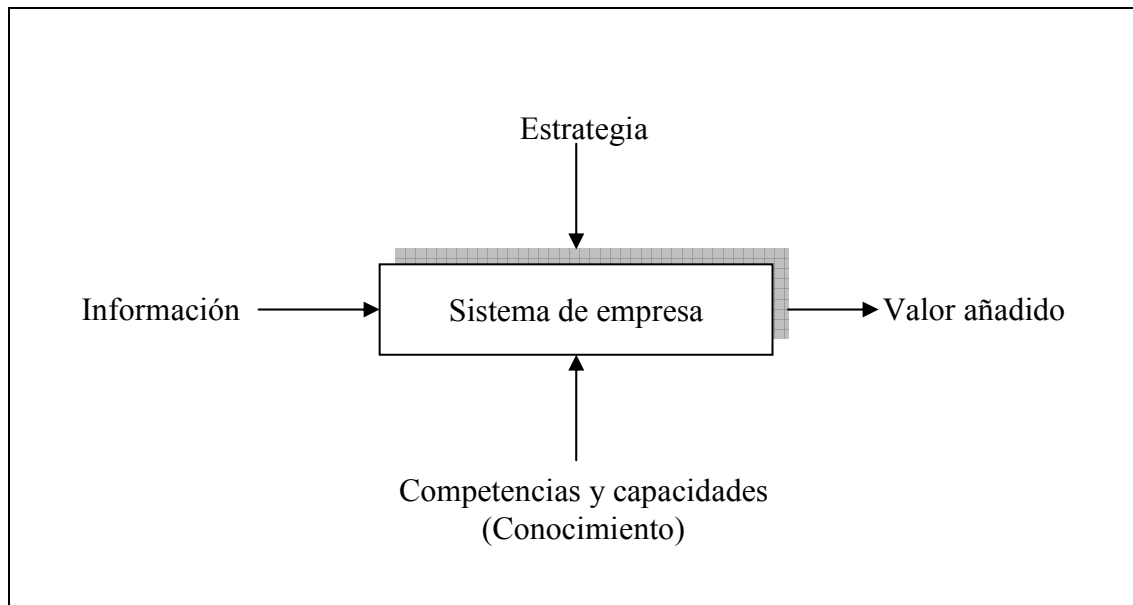 Estrategia
Información
Sistema de empresa
Valor añadido
Competencias y capacidades
(Conocimiento)